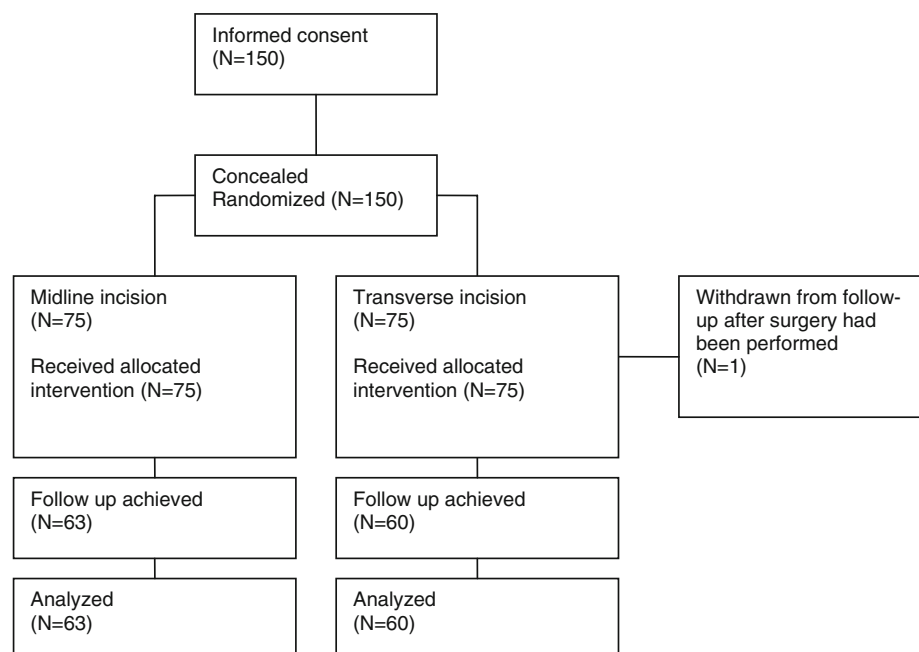 Informed consent
(N=150)
Concealed
Randomized (N=150)
Midline incision
(N=75)
Received allocated
intervention (N=75)
Transverse incision
(N=75)
Received allocated
intervention (N=75)
Withdrawn from follow-
up after surgery had
been performed
(N=1)
Follow up achieved
(N=63)
Follow up achieved
(N=60)
Analyzed
(N=63)
Analyzed
(N=60)